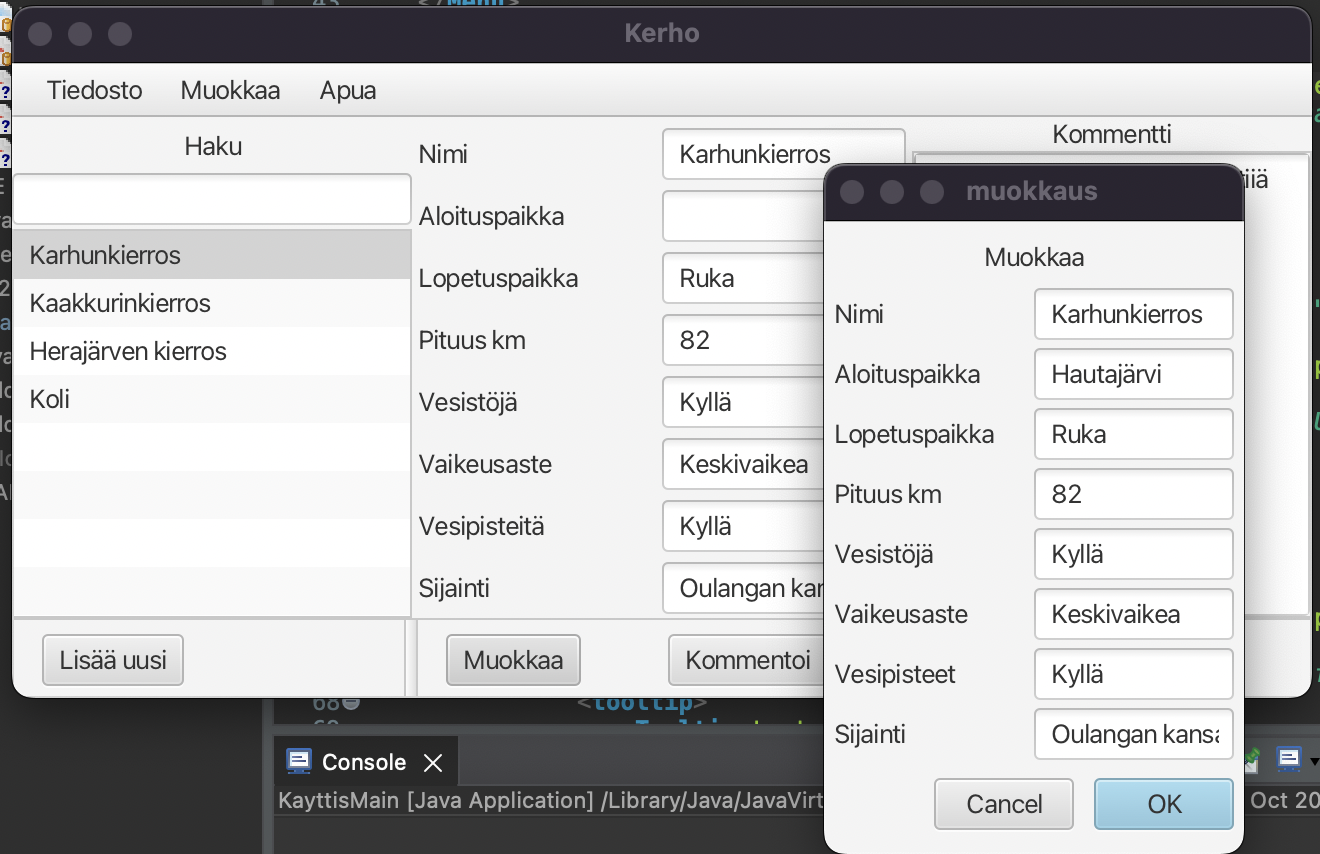 Kerho
Tiedosto Muokkaa Apua
Haku
Karhunkierros
Kaakkurinkierros
Herajärven kierros
Koli
Lisää uusi
Nimi Karhunkierros
Aloituspaikka
Lopetuspaikka Ruka
Pituus km 82
Vesistöjä Kyllä
Vaikeusaste Keskivaikea
Vesipisteitä Kyllä
Sijainti Oulangan kan
Muokkaa Kommentoi
Kommentti
tiiä
muokkaus
Muokkaa
Nimi Karhunkierros
Aloituspaikka Hautajärvi
Lopetuspaikka Ruka
Pituus km 82
Vesistöjä Kyllä
Vaikeusaste Keskivaikea
Vesipisteet Kyllä
Sijainti Oulangan kansa
Cancel OK
68 <tooltip>
Console
KayttisMain [Java Application] /Library/Java/JavaVirt
Oct 20